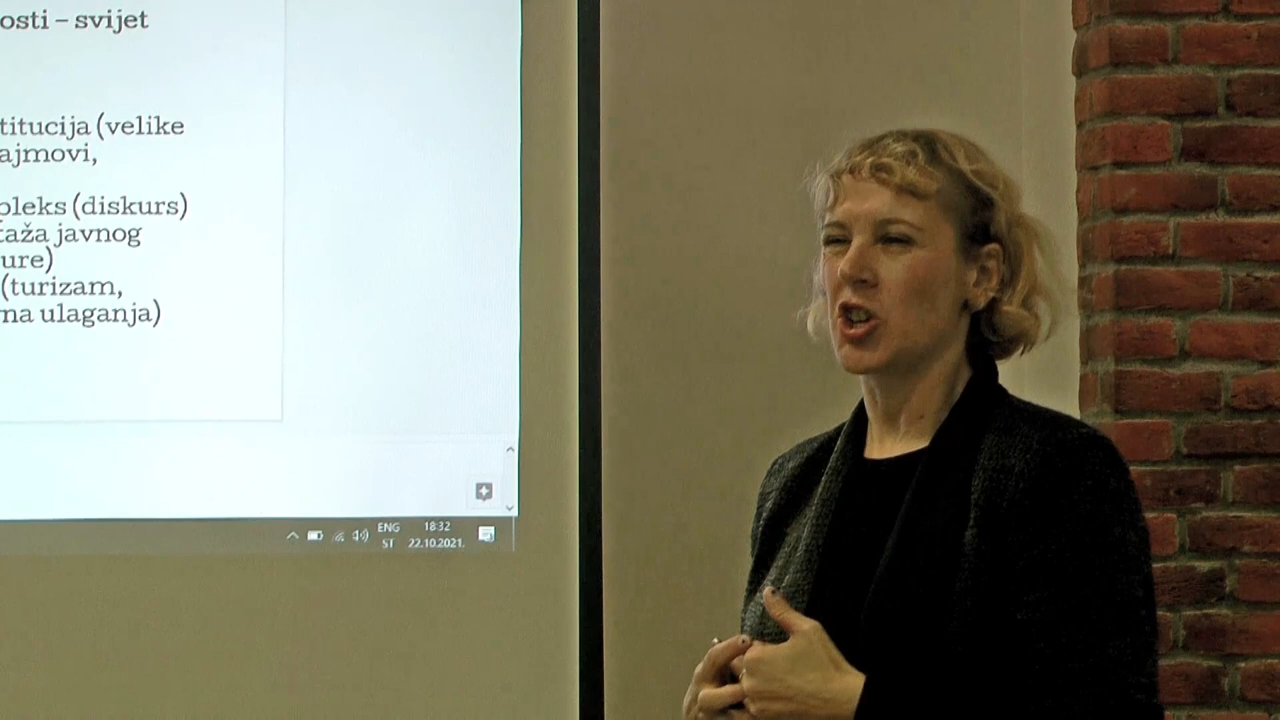 osti – svijet
titucija (velike
ajmovi,
pleks (diskurs)
taža javnog
ure)
(turizam,
na ulaganja)
ENG 18:32
ST 22.10.2021.